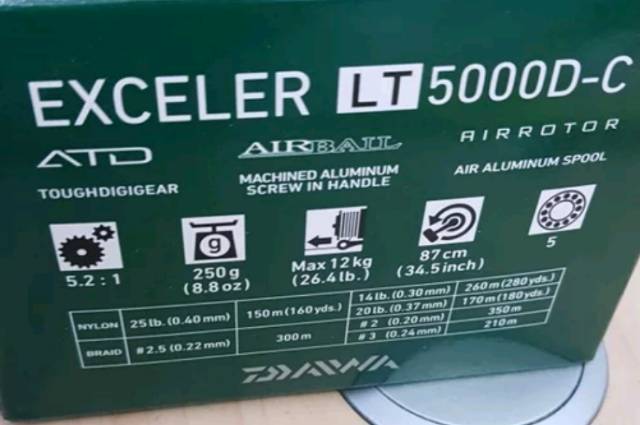 EXCELER LT 5000D-C
ATD AIRBAIL AIRROTOR
TOUGHDIGIGEAR MACHINED ALUMINUM SCREW IN HANDLE AIR ALUMINUM SPOOL
g
5.2 : 1 250g (8.8oz) Max 12kg (26.4lb.) 87cm (34.5inch) 5
NYLON 25lb. (0.40mm) 150m (160yds.) 14lb. (0.30mm) 260m (280yds.)
20lb. (0.37mm) 170m (180yds.)
BRAID #2.5 (0.22mm) 300m #2 (0.20mm) 350m
#3 (0.24mm) 210m
DAIWA